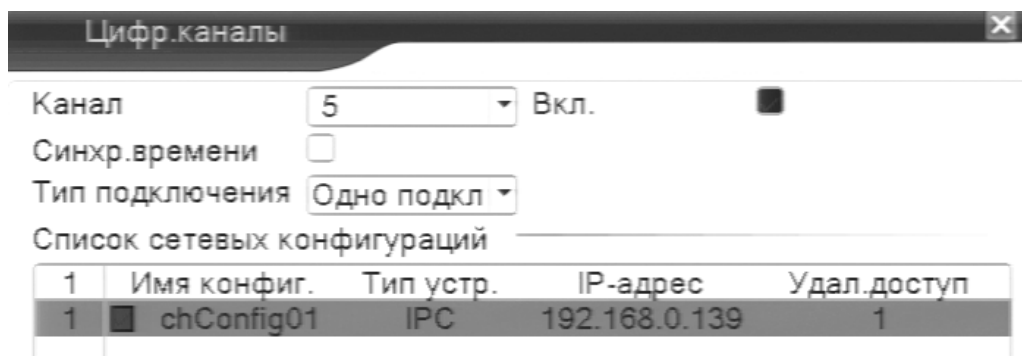 Цифр.каналы
Канал 5 Вкл.
Синхр.времени
Тип подключения Одно подкл
Список сетевых конфигураций
1 Имя конфиг. Тип устр. IP-адрес Удал.доступ
1 chConfig01 IPC 192.168.0.139 1